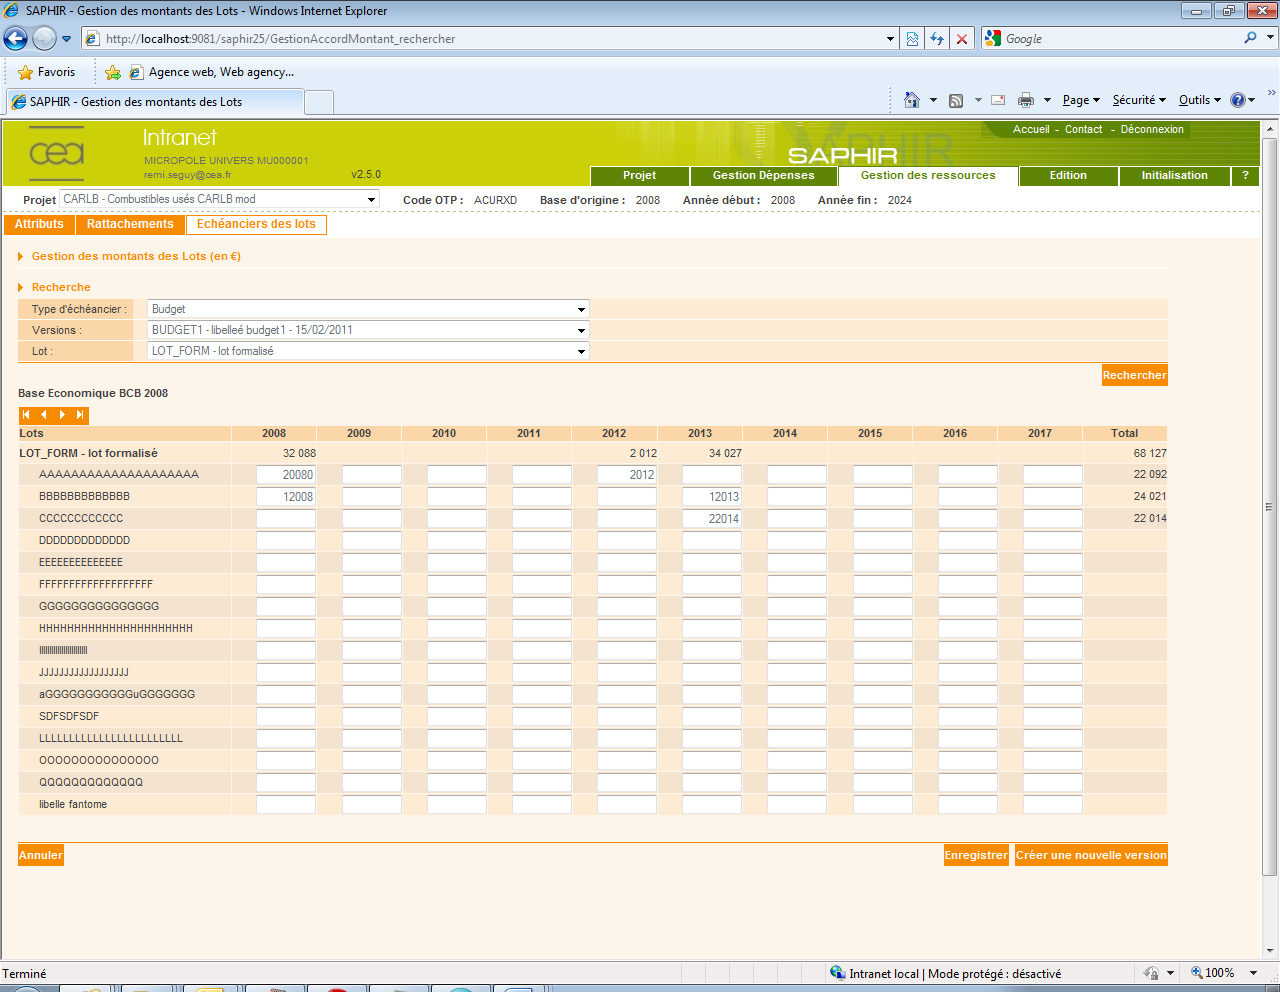 SAPHIR - Gestion des montants des Lots - Windows Internet Explorer
http://localhost:9081/saphir25/GestionAccordMontant_rechercher
Google
Favoris
Agence web, Web agency...
SAPHIR - Gestion des montants des Lots
Page
Sécurité
Outils
cea
Intranet
MICROPOLE UNIVERS MU000001
remi.seguy@cea.fr
v2.5.0
SAPHIR
Accueil - Contact - Déconnexion
Projet Gestion Dépenses Gestion des ressources Edition Initialisation ?
Projet CARLB - Combustibles usés CARLB mod Code OTP : ACURXD Base d'origine : 2008 Année début : 2008 Année fin : 2024
Attributs Rattachements Echéanciers des lots
Gestion des montants des Lots (en €)
Recherche
Type d'échéancier : Budget
Versions : BUDGET1 - libelleé budget1 - 15/02/2011
Lot : LOT_FORM - lot formalisé
Rechercher
Base Economique BCB 2008
Lots 2008 2009 2010 2011 2012 2013 2014 2015 2016 2017 Total
LOT_FORM - lot formalisé 32 088 2 012 34 027 68 127
AAAAAAAAAAAAAAAAAAAA 20080 2012 22 092
BBBBBBBBBBBBB 12008 12013 24 021
CCCCCCCCCCCC 22014 22 014
DDDDDDDDDDDDD
EEEEEEEEEEEEEE
FFFFFFFFFFFFFFFFFFF
GGGGGGGGGGGGGGG
HHHHHHHHHHHHHHHHHHHHHH
JJJJJJJJJJJJJJJJJJ
aGGGGGGGGGGGuGGGGGGG
SDFSDFSDF
LLLLLLLLLLLLLLLLLLLLLLLL
OOOOOOOOOOOOOOO
QQQQQQQQQQQQQ
libelle fantome
Annuler
Enregistrer
Créer une nouvelle version
Terminé
Intranet local | Mode protégé : désactivé
100%